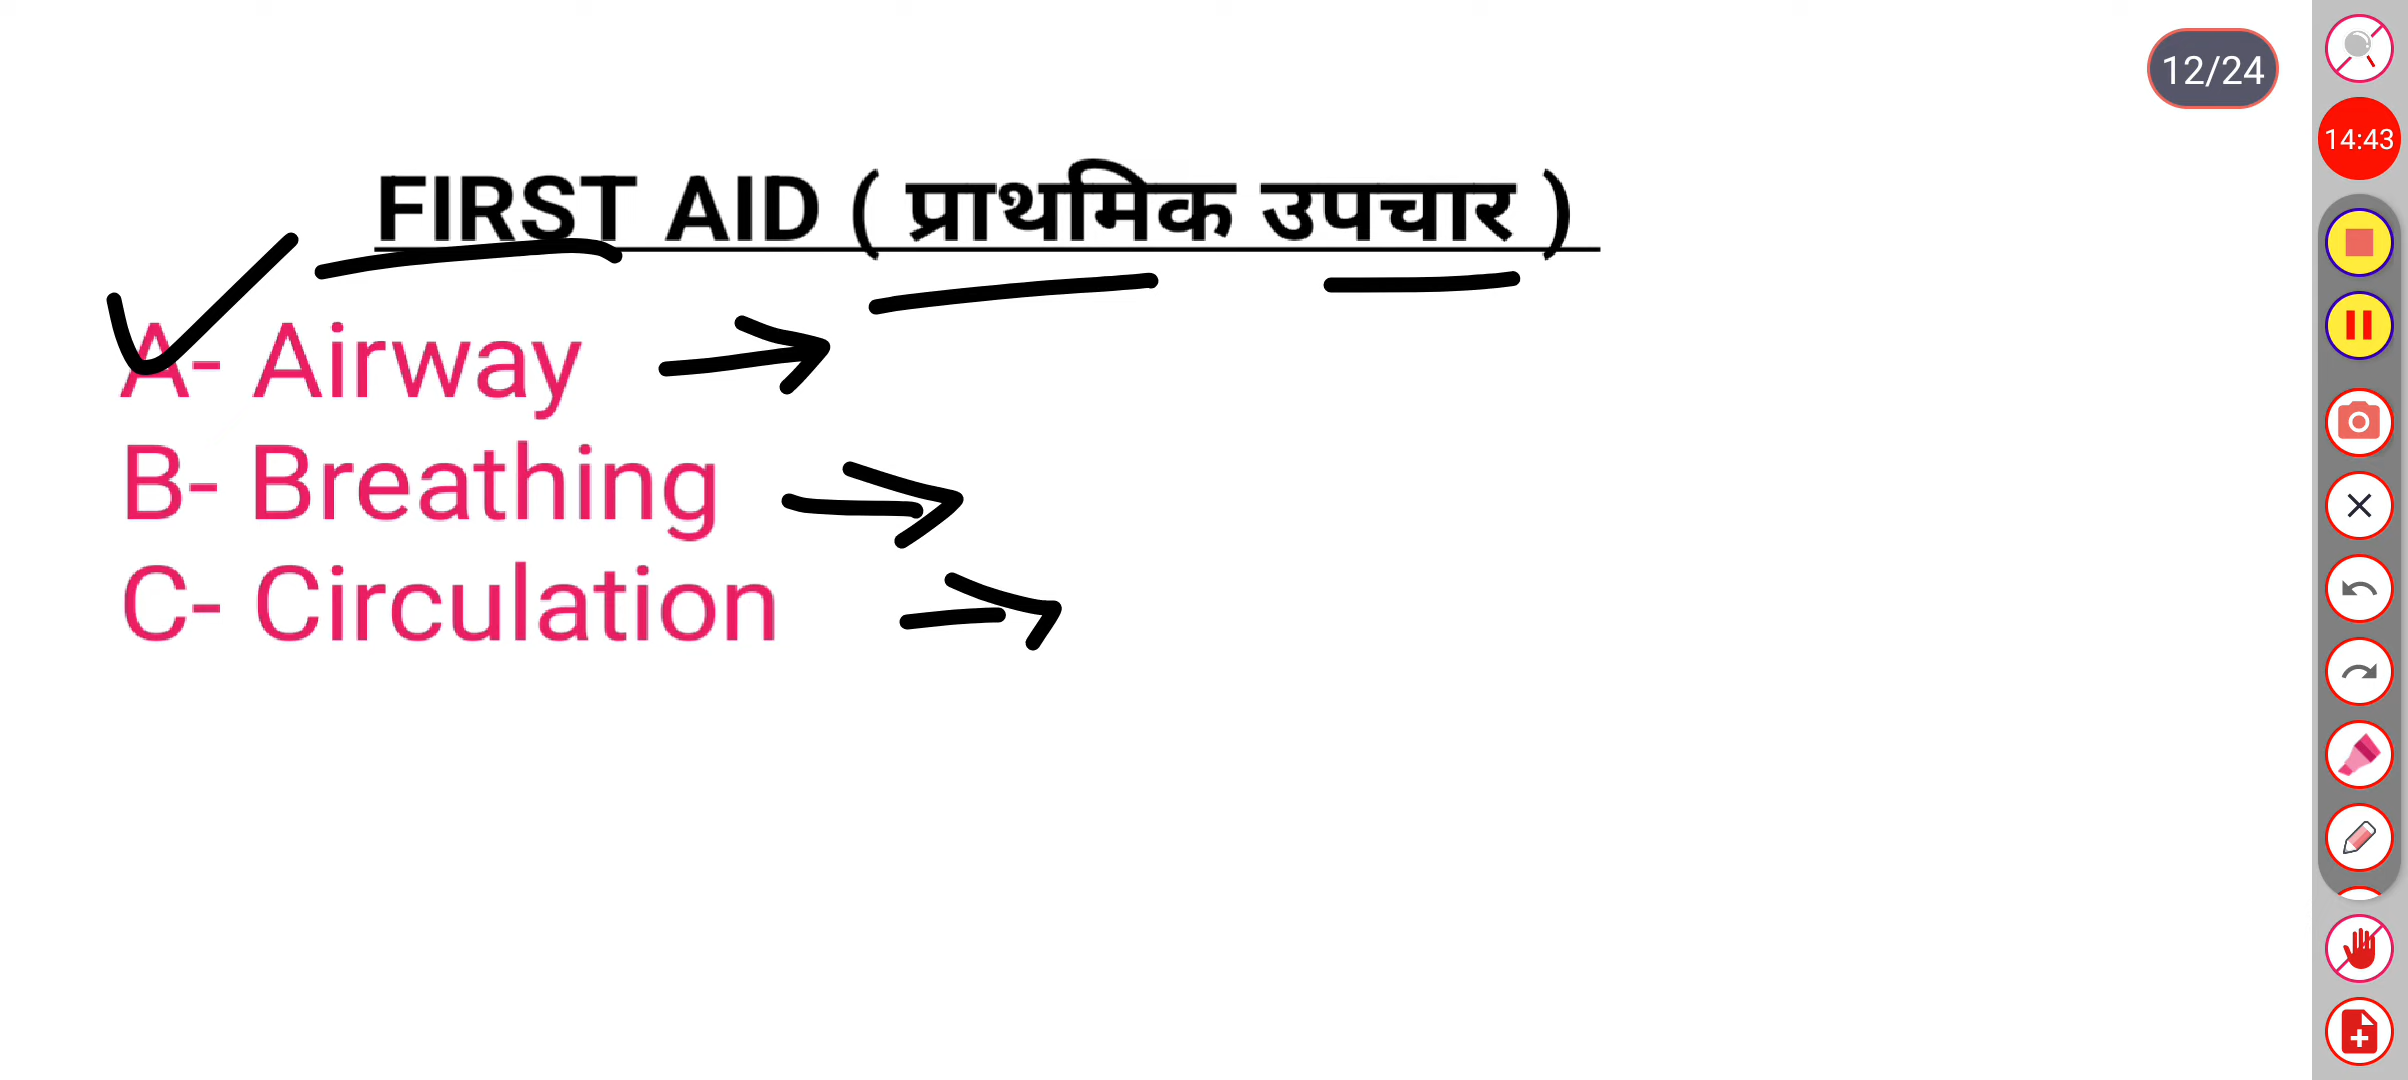 12/24
14:43
FIRST AID ( प्राथमिक उपचार )
A- Airway
B- Breathing
C- Circulation